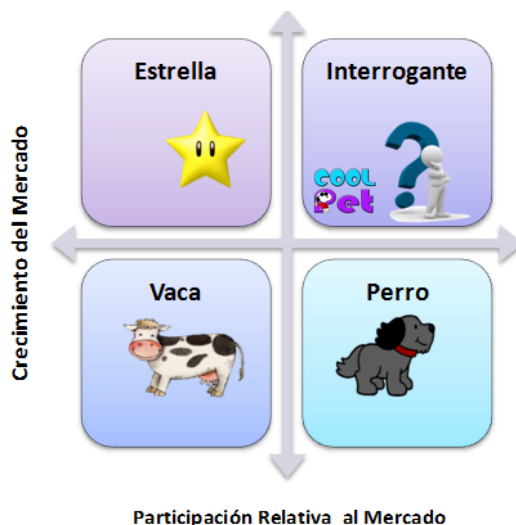 Estrella
Interrogante
COOL
Pet
Vaca
Perro
Crecimiento del Mercado
Participación Relativa al Mercado